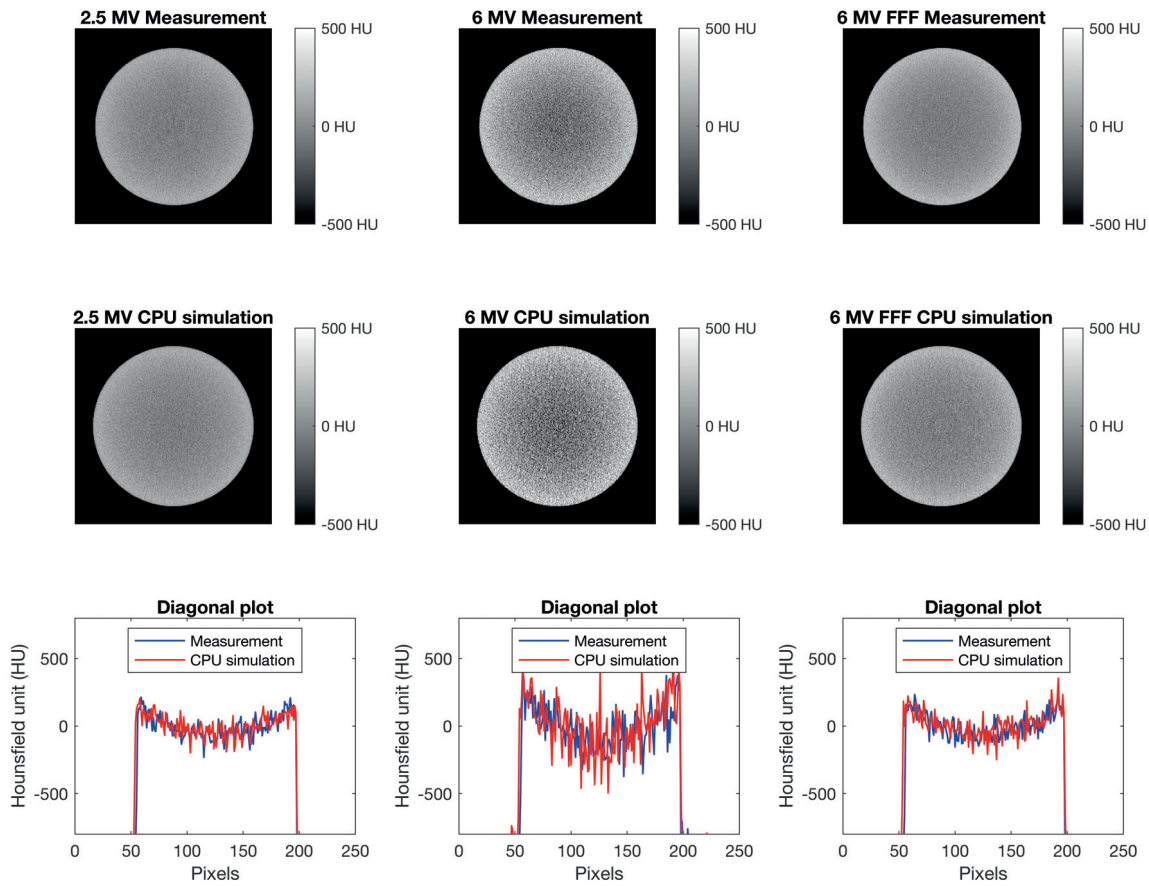 2.5 MV Measurement
500 HU
0 HU
-500 HU
6 MV Measurement
500 HU
0 HU
-500 HU
6 MV FFF Measurement
500 HU
0 HU
-500 HU
2.5 MV CPU simulation
500 HU
0 HU
-500 HU
6 MV CPU simulation
500 HU
0 HU
-500 HU
6 MV FFF CPU simulation
500 HU
0 HU
-500 HU
Diagonal plot
Measurement
CPU simulation
Hounsfield unit (HU)
500
0
-500
0 50 100 150 200 250
Pixels
Diagonal plot
Measurement
CPU simulation
Hounsfield unit (HU)
500
0
-500
0 50 100 150 200 250
Pixels
Diagonal plot
Measurement
CPU simulation
Hounsfield unit (HU)
500
0
-500
0 50 100 150 200 250
Pixels